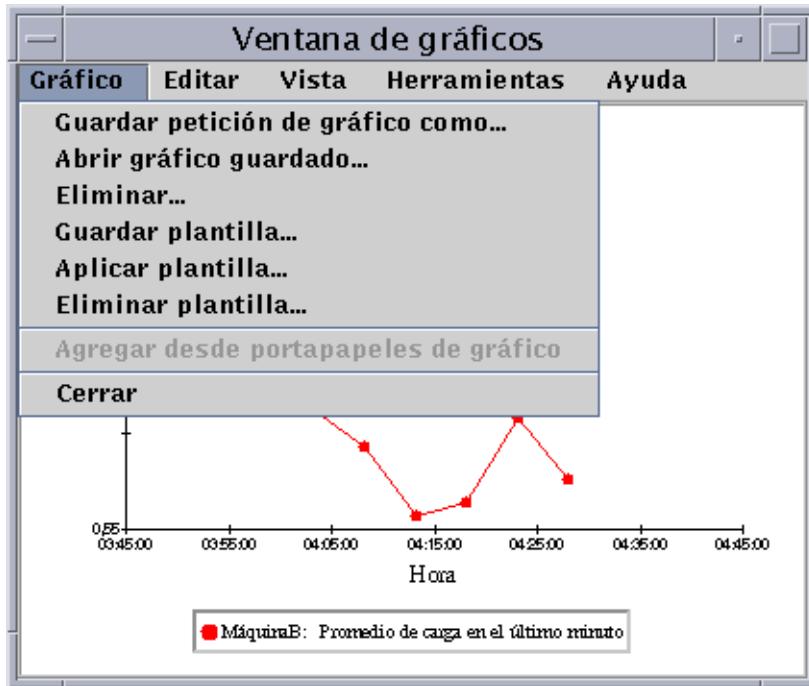 Ventana de gráficos
Gráfico Editar Vista Herramientas Ayuda
Guardar petición de gráfico como...
Abrir gráfico guardado...
Eliminar...
Guardar plantilla...
Aplicar plantilla...
Eliminar plantilla...
Agregar desde portapapeles de gráfico
Cerrar
0,55
03:45:00 03:55:00 04:05:00 04:15:00 04:25:00 04:35:00 04:45:00
Hora
MáquinaB: Promedio de carga en el último minuto